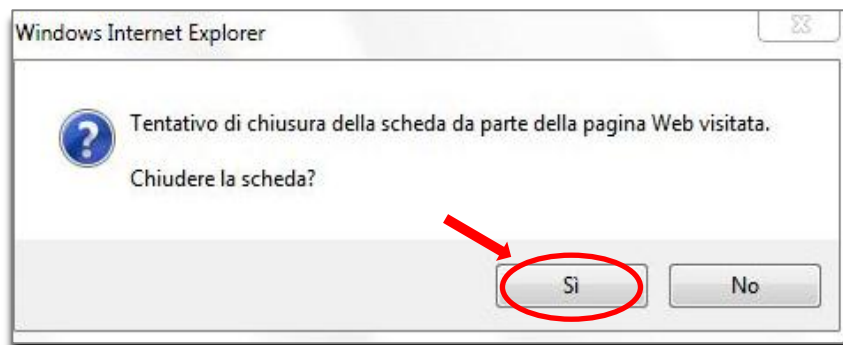 Windows Internet Explorer
Tentativo di chiusura della scheda da parte della pagina Web visitata.
Chiudere la scheda?
Sì
No